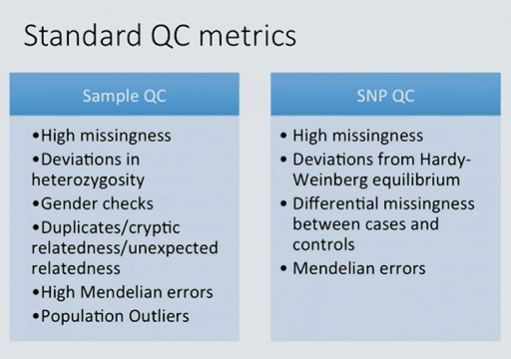 Standard QC metrics
Sample QC
•High missingness
•Deviations in
heterozygosity
•Gender checks
•Duplicates/cryptic
relatedness/unexpected
relatedness
•High Mendelian errors
•Population Outliers
SNP QC
• High missingness
• Deviations from Hardy-
Weinberg equilibrium
• Differential missingness
between cases and
controls
• Mendelian errors